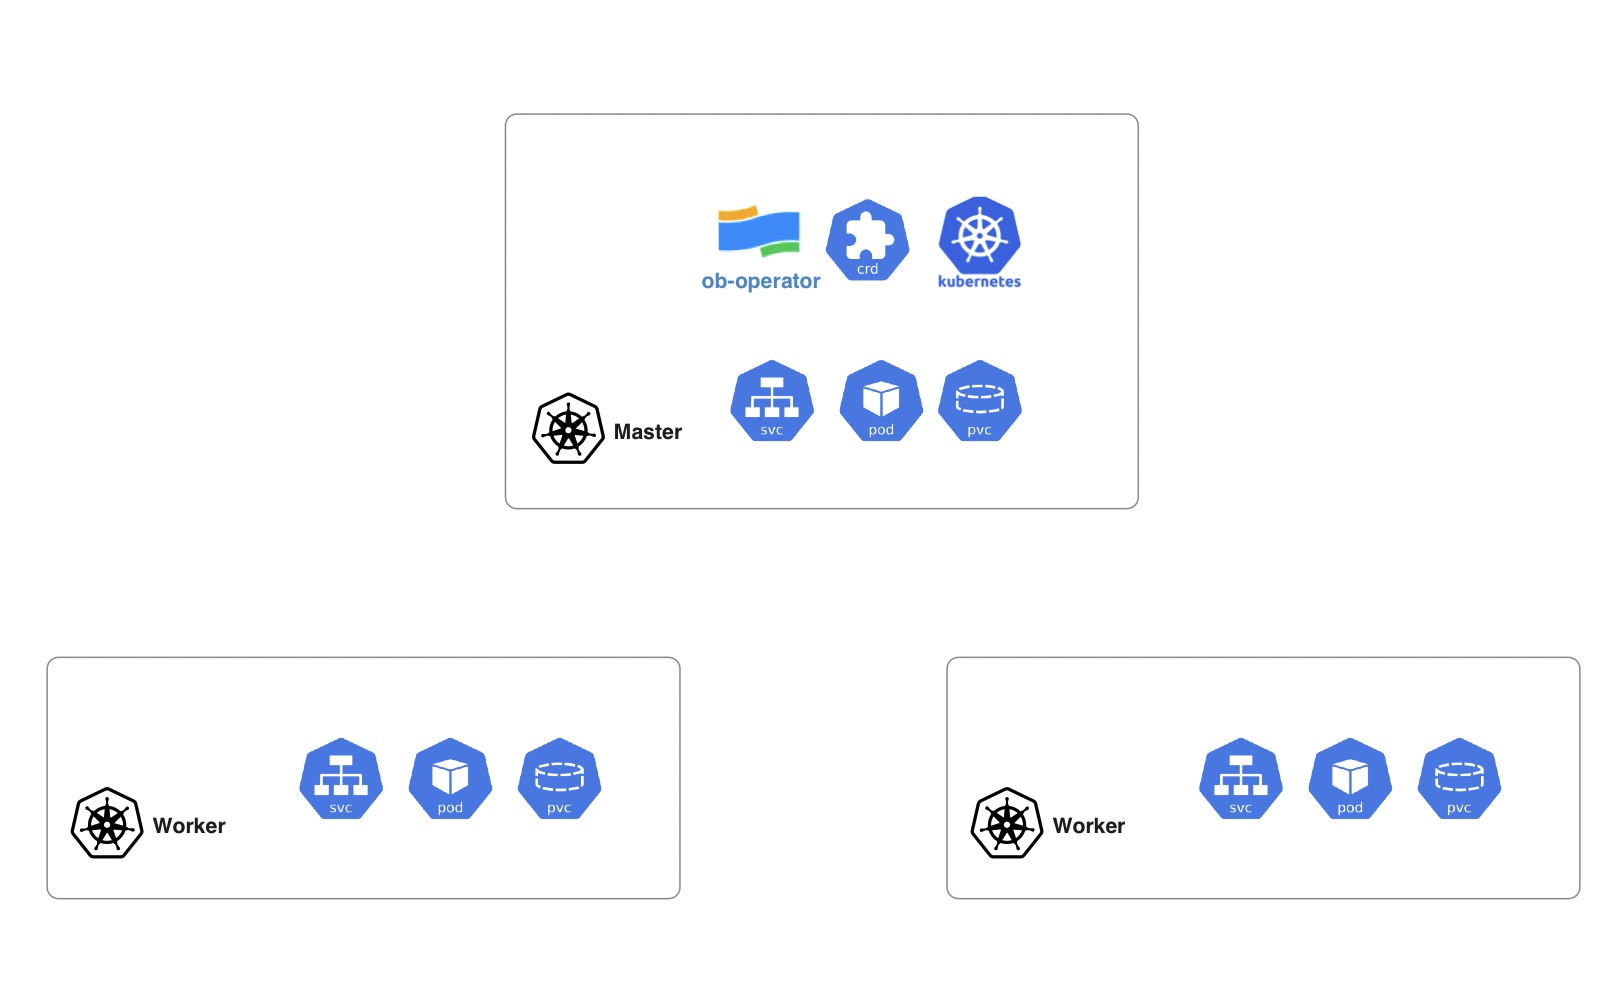 ob-operator
crd
kubernetes
svc
pod
pvc
Master
svc
pod
pvc
Worker
svc
pod
pvc
Worker